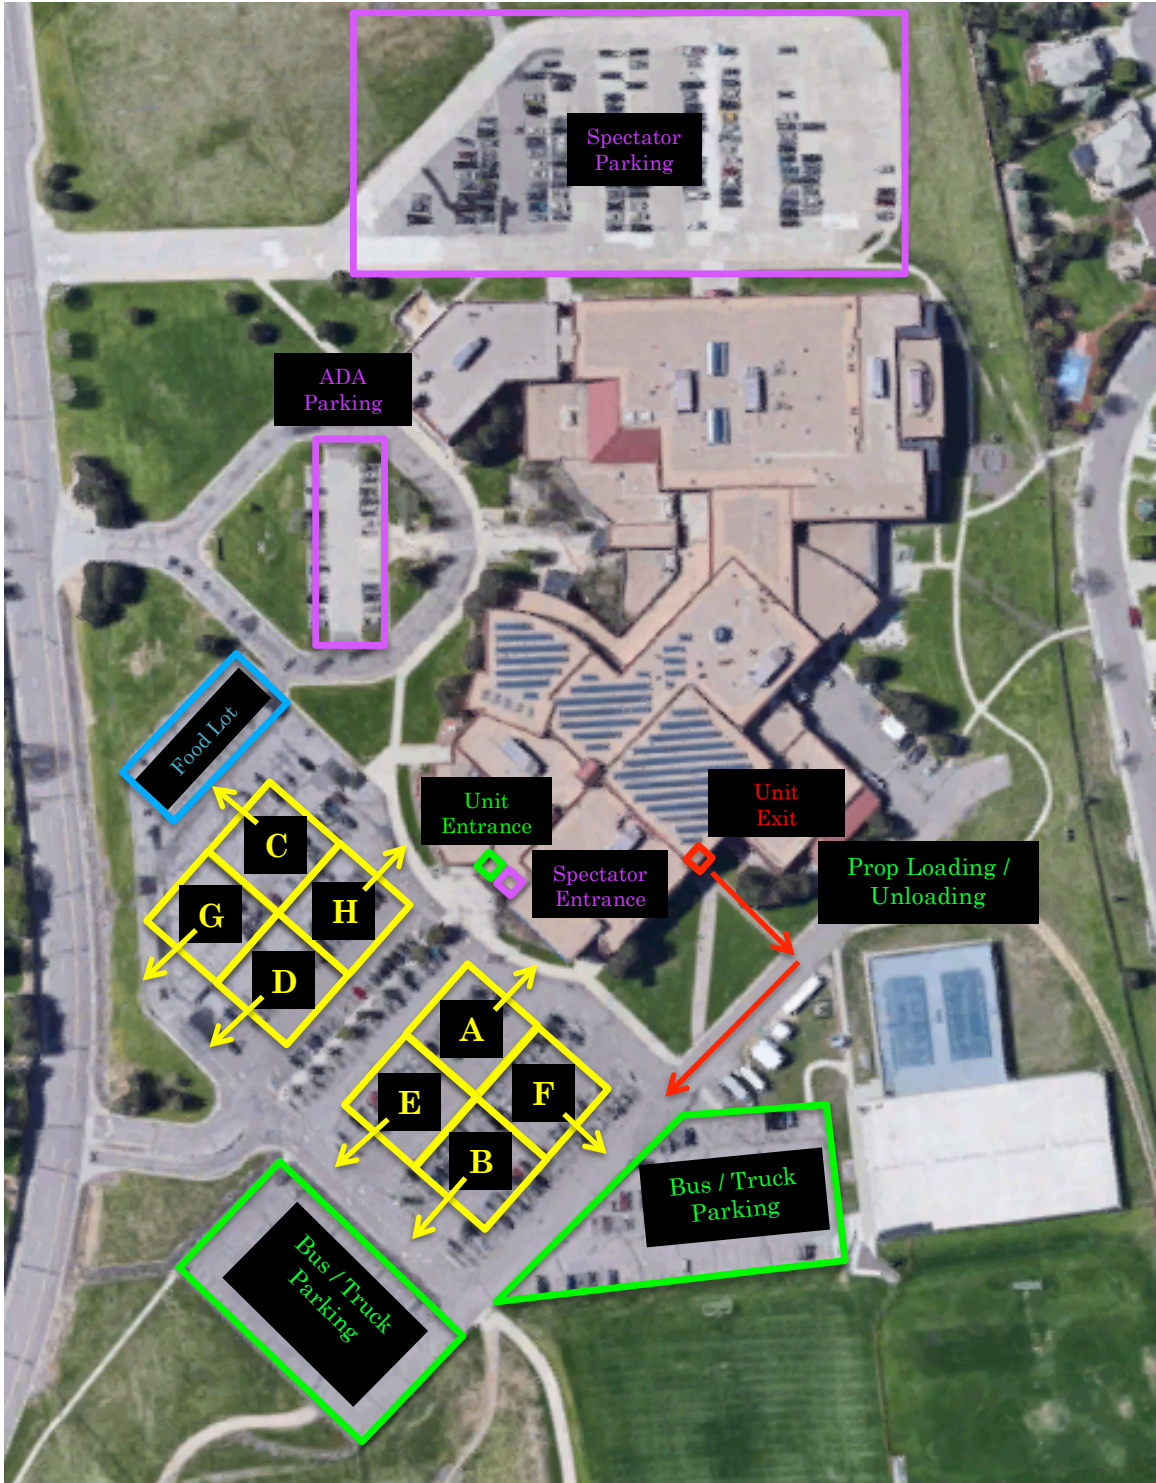 Spectator
Parking
ADA
Parking
Food Lot
Unit
Entrance
Unit
Exit
Spectator
Entrance
Prop Loading /
Unloading
C
G
H
D
A
E
F
B
Bus / Truck
Parking
Bus / Truck
Parking